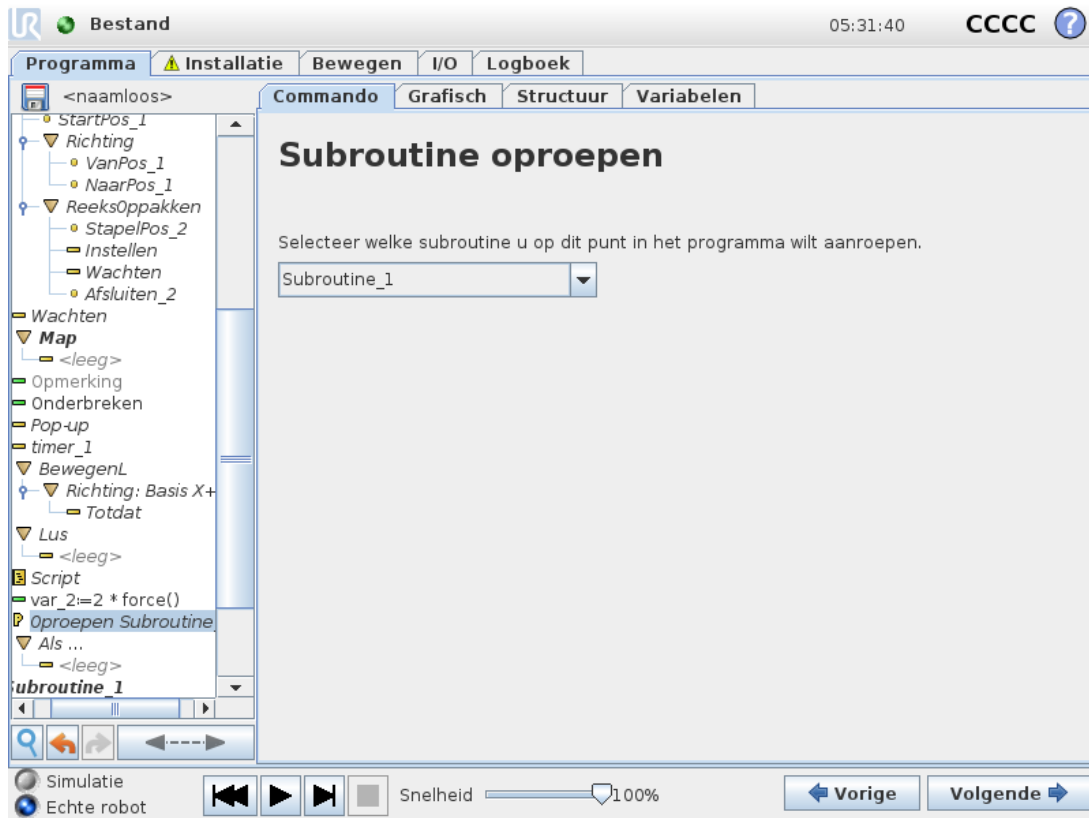 UR Bestand 05:31:40 CCCC ?
Programma Installatie Bewegen I/O Logboek
<naamloos> Commando Grafisch Structuur Variabelen
StartPos_1
Richting
VanPos_1
NaarPos_1
ReeksOppakken
StapelPos_2
Instellen
Wachten
Afsluiten_2
Wachten
Map
<leeg>
Opmerking
Onderbreken
Pop-up
timer_1
BewegenL
Richting: Basis X+
Totdat
Lus
<leeg>
Script
var_2:=2 * force()
Oproepen Subroutine_
Als ...
<leeg>
Subroutine_1
Subroutine oproepen
Selecteer welke subroutine u op dit punt in het programma wilt aanroepen.
Subroutine_1
Simulatie
Echte robot
Snelheid 100%
Vorige Volgende